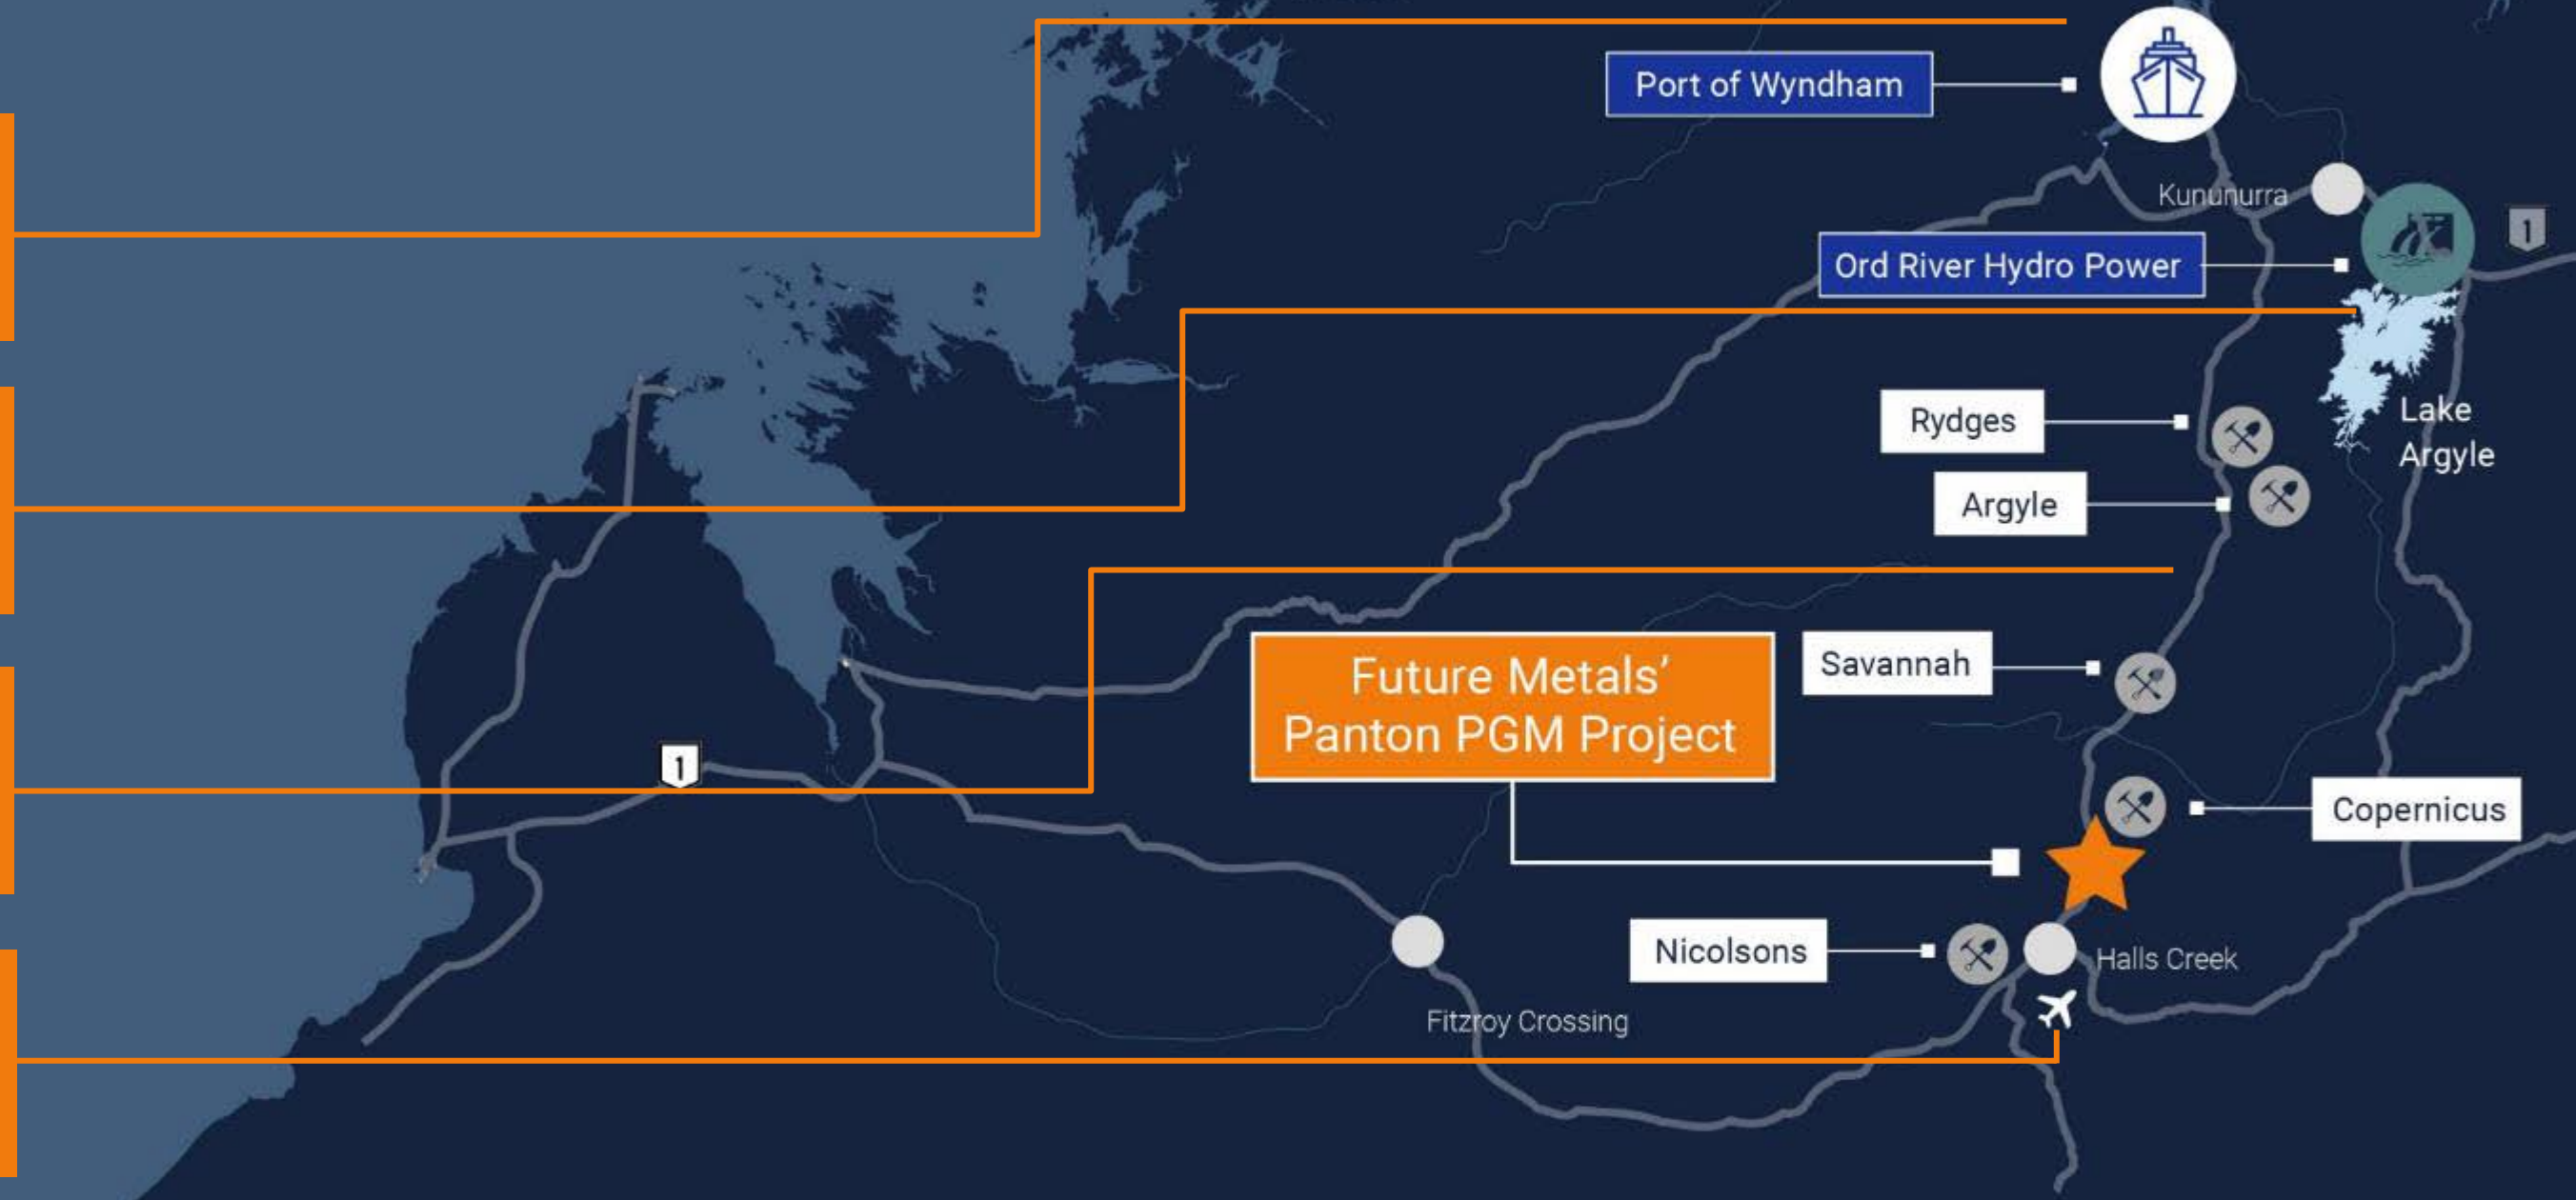 Port of Wyndham
Kununurra
1
Ord River Hydro Power
Rydges
Lake
Argyle
Argyle
Future Metals’
Panton PGM Project
Savannah
1
Copernicus
Nicolsons
Halls Creek
Fitzroy Crossing